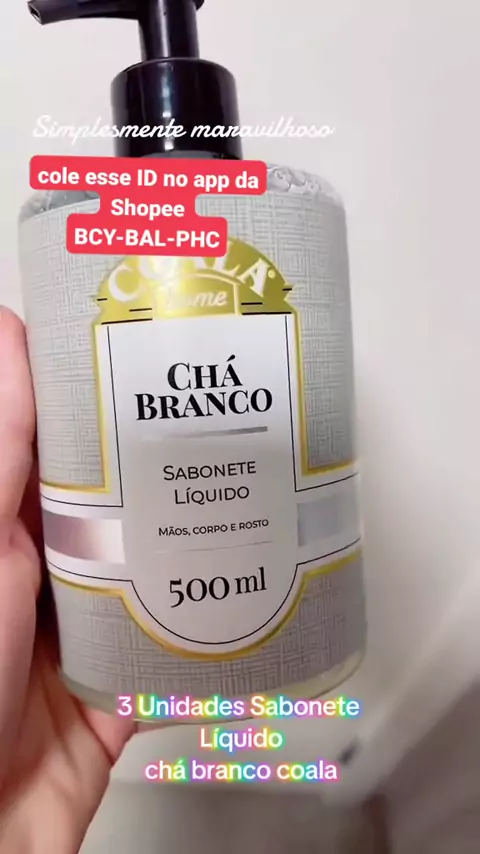 Simplesmente maravilhoso
cole esse ID no app da
Shopee
BCY-BAL-PHC
COALA
home
CHÁ
BRANCO
SABONETE
LÍQUIDO
MÃOS, CORPO E ROSTO
500 ml
3 Unidades Sabonete
Líquido
chá branco coala